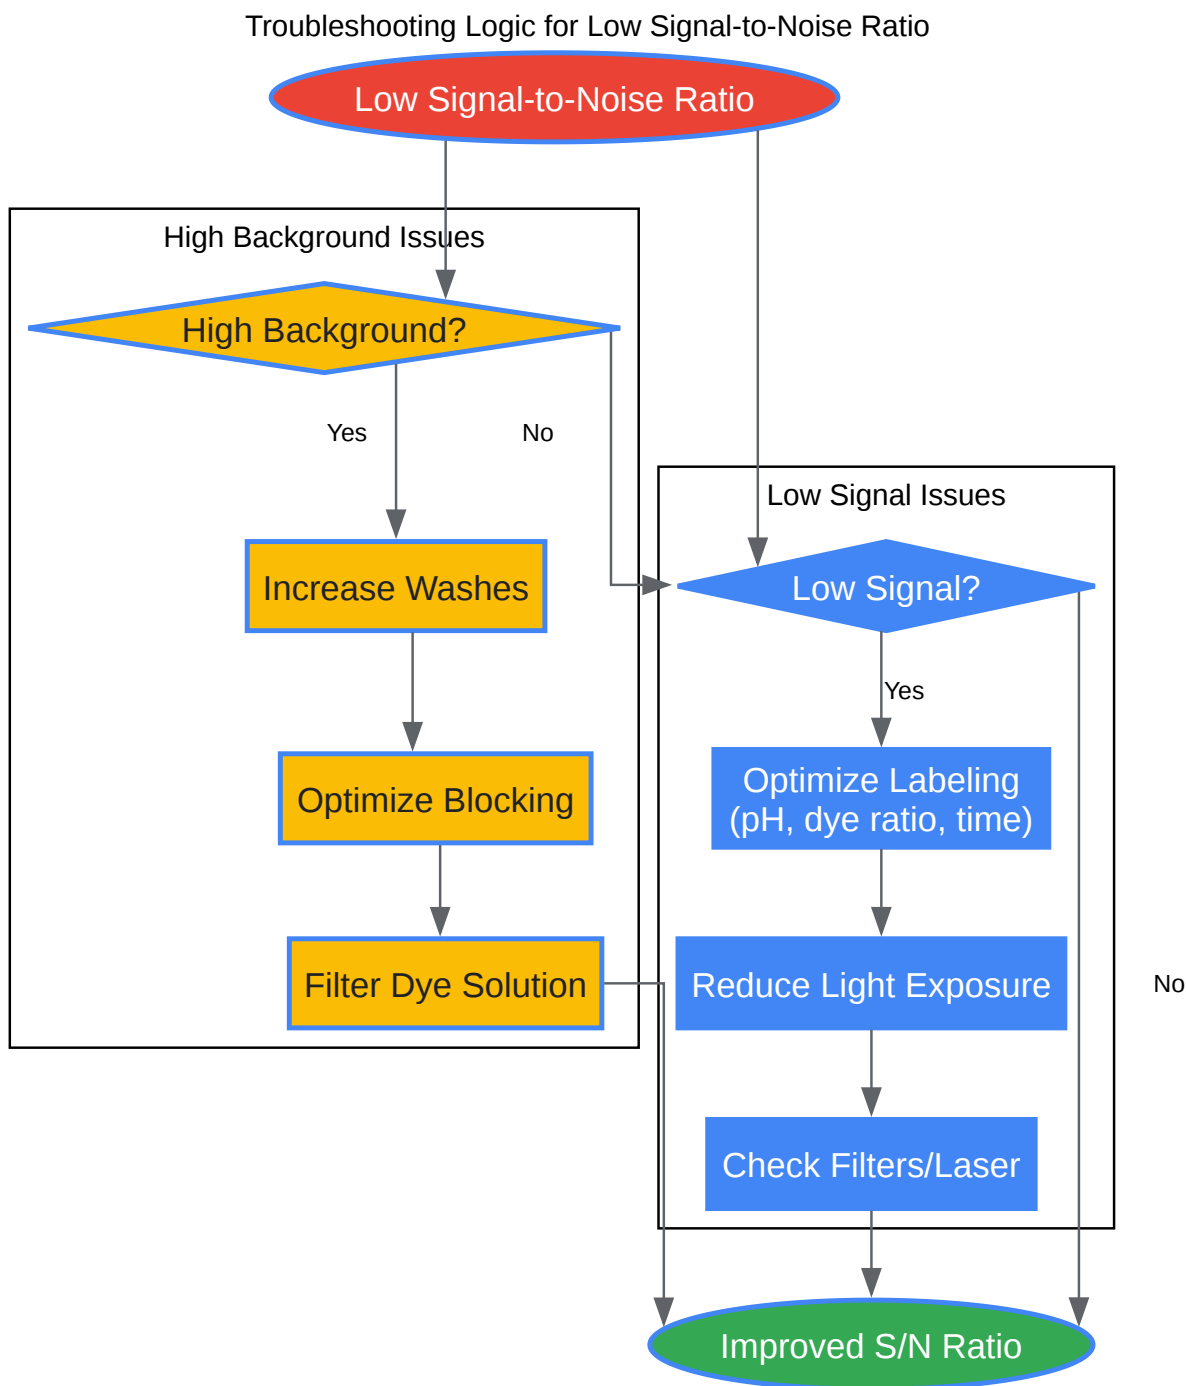 Troubleshooting Logic for Low Signal-to-Noise Ratio
Low Signal-to-Noise Ratio
High Background Issues
High Background?
Yes
No
Increase Washes
Optimize Blocking
Filter Dye Solution
Low Signal Issues
Low Signal?
Yes
Optimize Labeling
(pH, dye ratio, time)
Reduce Light Exposure
No
Check Filters/Laser
Improved S/N Ratio